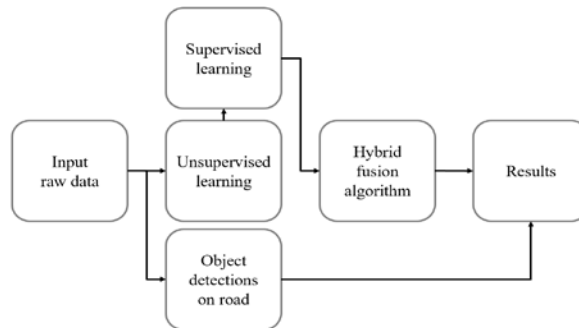 Supervised
learning
Input
raw data
Unsupervised
learning
Hybrid
fusion
algorithm
Results
Object
detections
on road